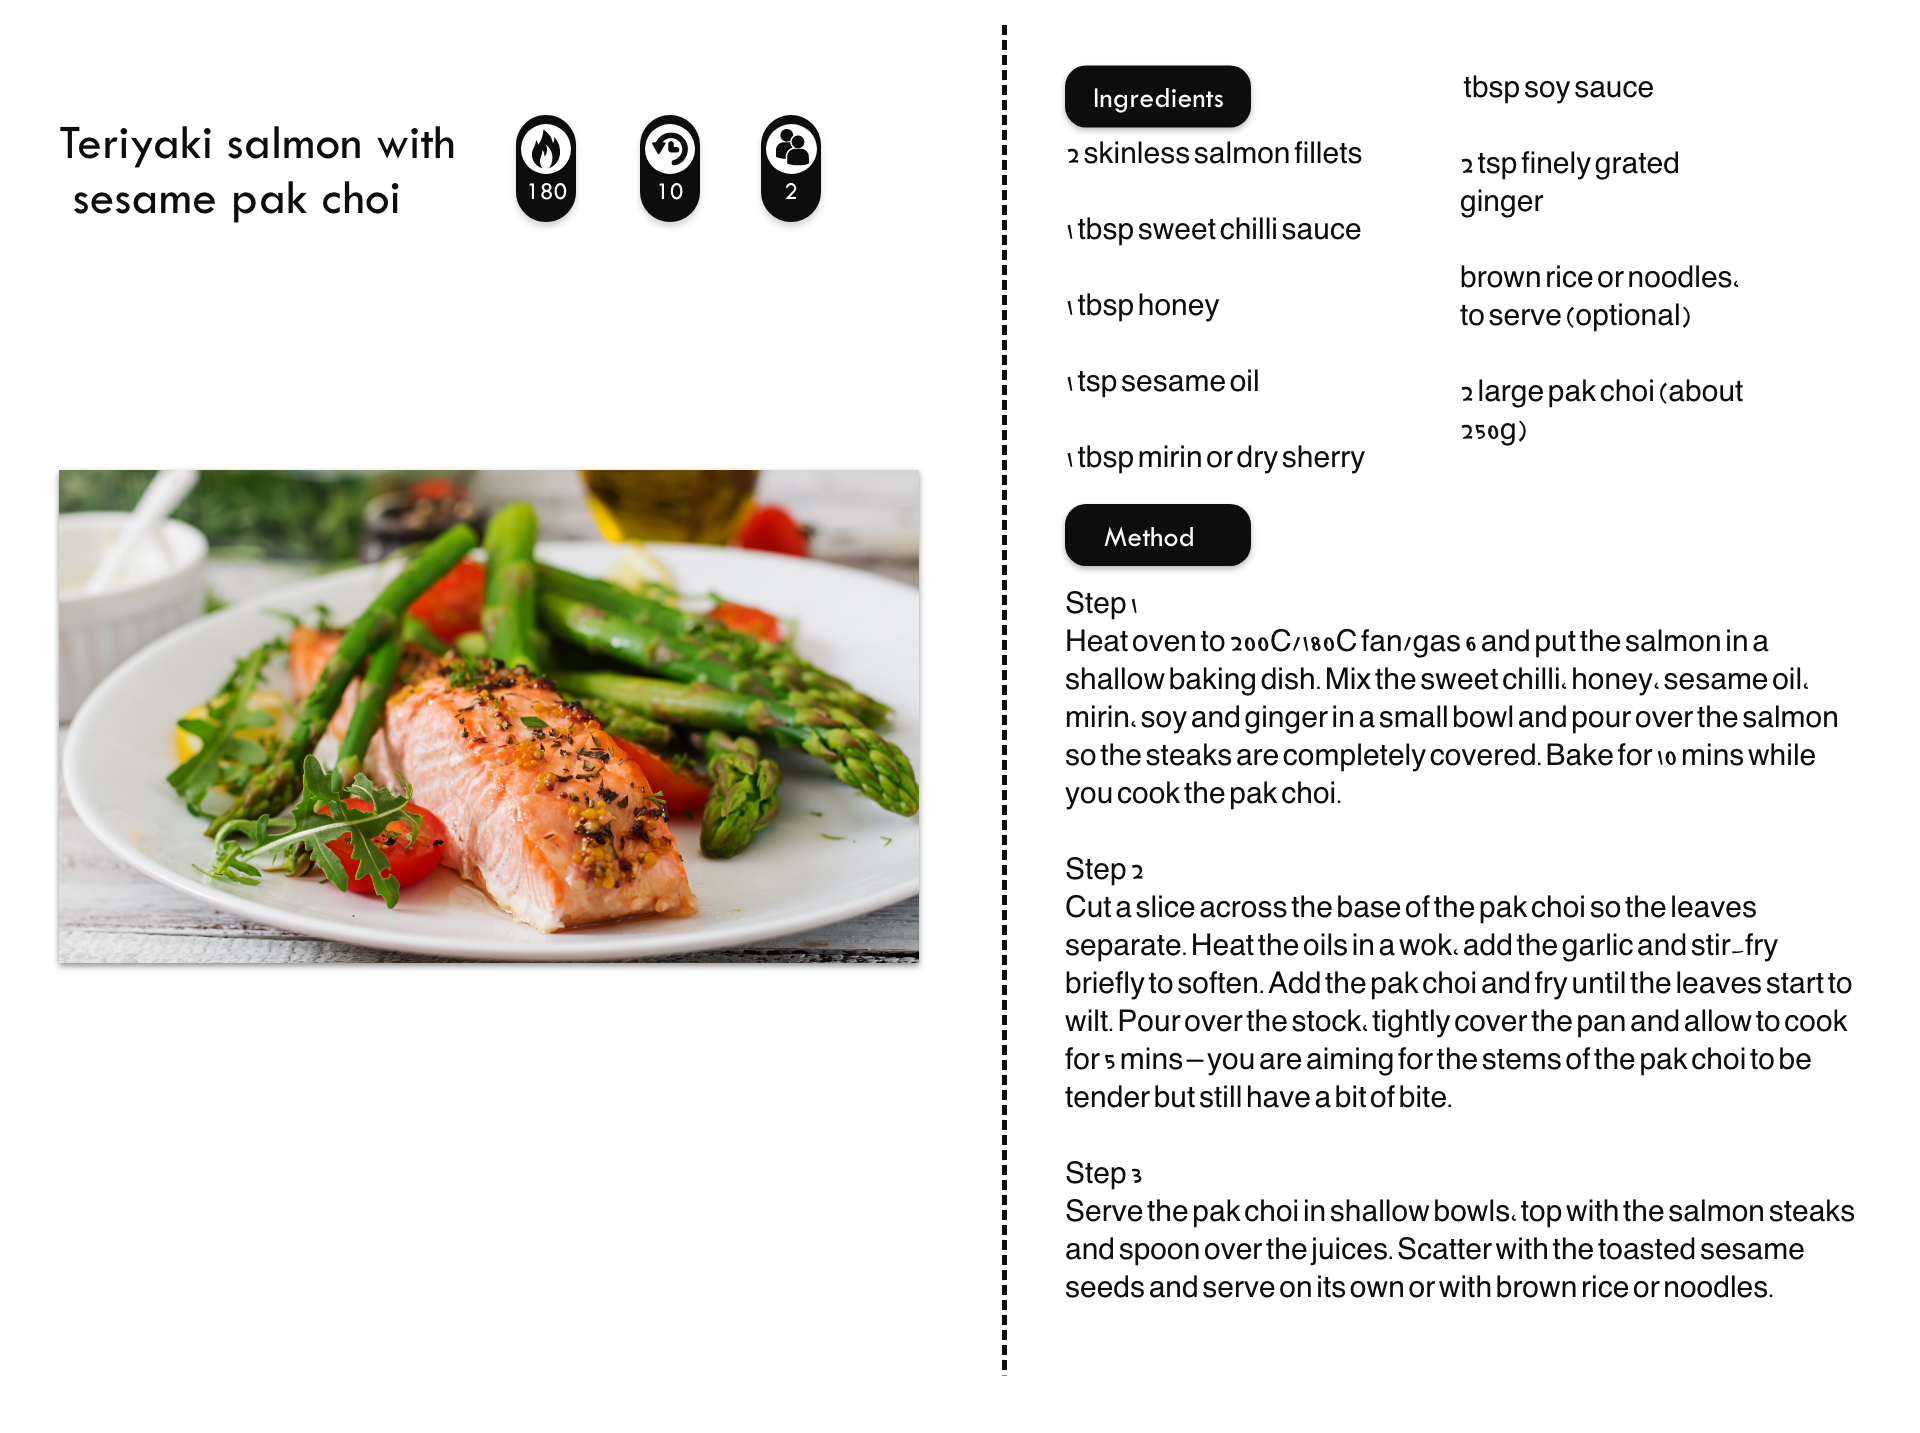 Teriyaki salmon with
sesame pak choi
180
10
2
Ingredients
2 skinless salmon fillets
1 tbsp sweet chilli sauce
1 tbsp honey
1 tsp sesame oil
1 tbsp mirin or dry sherry
tbsp soy sauce
2 tsp finely grated
ginger
brown rice or noodles,
to serve (optional)
2 large pak choi (about
250g)
Method
Step 1
Heat oven to 200C/180C fan/gas 6 and put the salmon in a
shallow baking dish. Mix the sweet chilli, honey, sesame oil,
mirin, soy and ginger in a small bowl and pour over the salmon
so the steaks are completely covered. Bake for 10 mins while
you cook the pak choi.
Step 2
Cut a slice across the base of the pak choi so the leaves
separate. Heat the oils in a wok, add the garlic and stir-fry
briefly to soften. Add the pak choi and fry until the leaves start to
wilt. Pour over the stock, tightly cover the pan and allow to cook
for 5 mins – you are aiming for the stems of the pak choi to be
tender but still have a bit of bite.
Step 3
Serve the pak choi in shallow bowls, top with the salmon steaks
and spoon over the juices. Scatter with the toasted sesame
seeds and serve on its own or with brown rice or noodles.